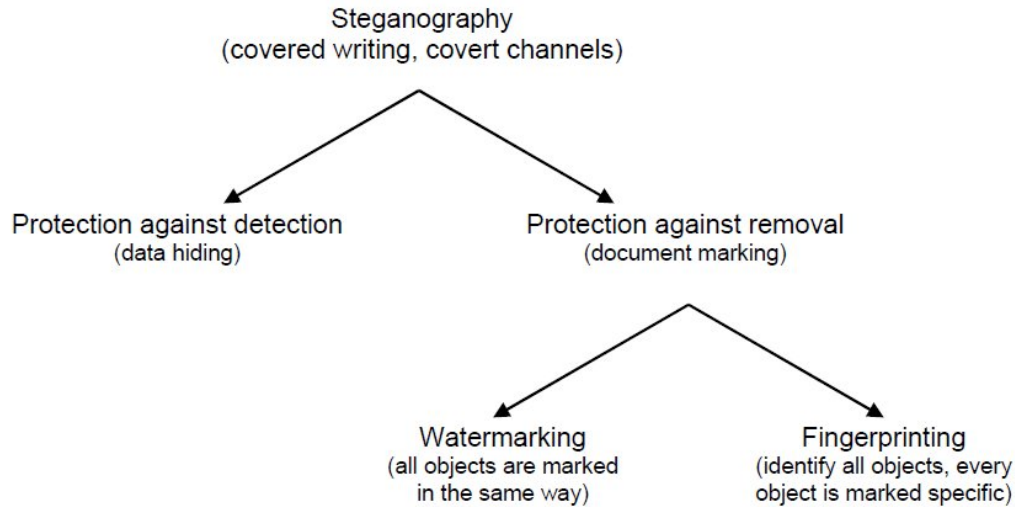 Steganography
(covered writing, covert channels)
Protection against detection
(data hiding)
Protection against removal
(document marking)
Watermarking
(all objects are marked
in the same way)
Fingerprinting
(identify all objects, every
object is marked specific)